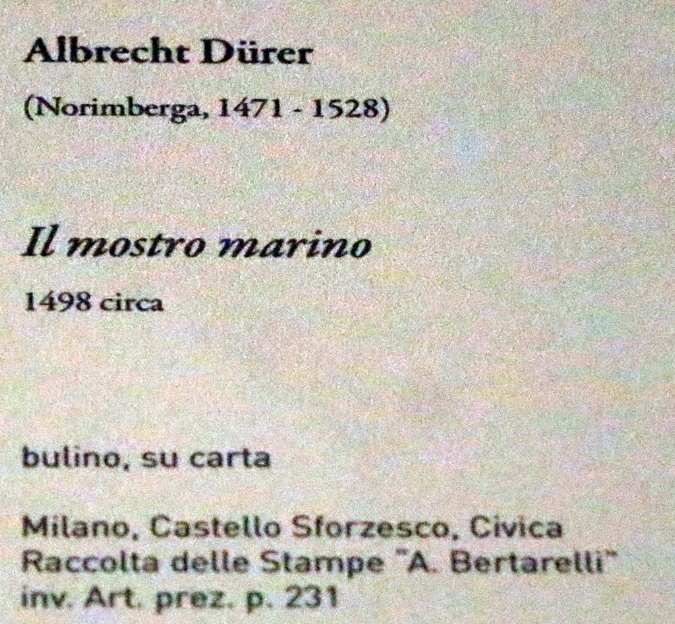 Albrecht Dürer
(Norimberga, 1471 - 1528)
Il mostro marino
1498 circa
bulino, su carta
Milano, Castello Sforzesco, Civica
Raccolta delle Stampe "A. Bertarelli"
inv. Art. prez. p. 231